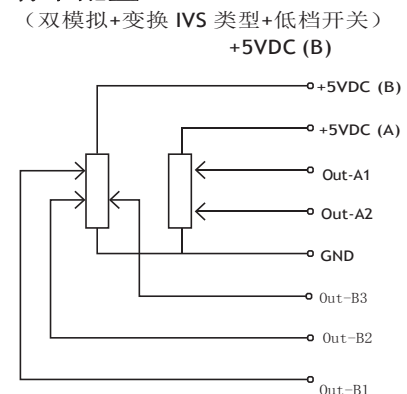 （双模拟+变换 IVS 类型+低档开关）
+5VDC (B)
+5VDC (B)
+5VDC (A)
Out-A1
Out-A2
GND
Out-B3
Out-B2
Out-B1